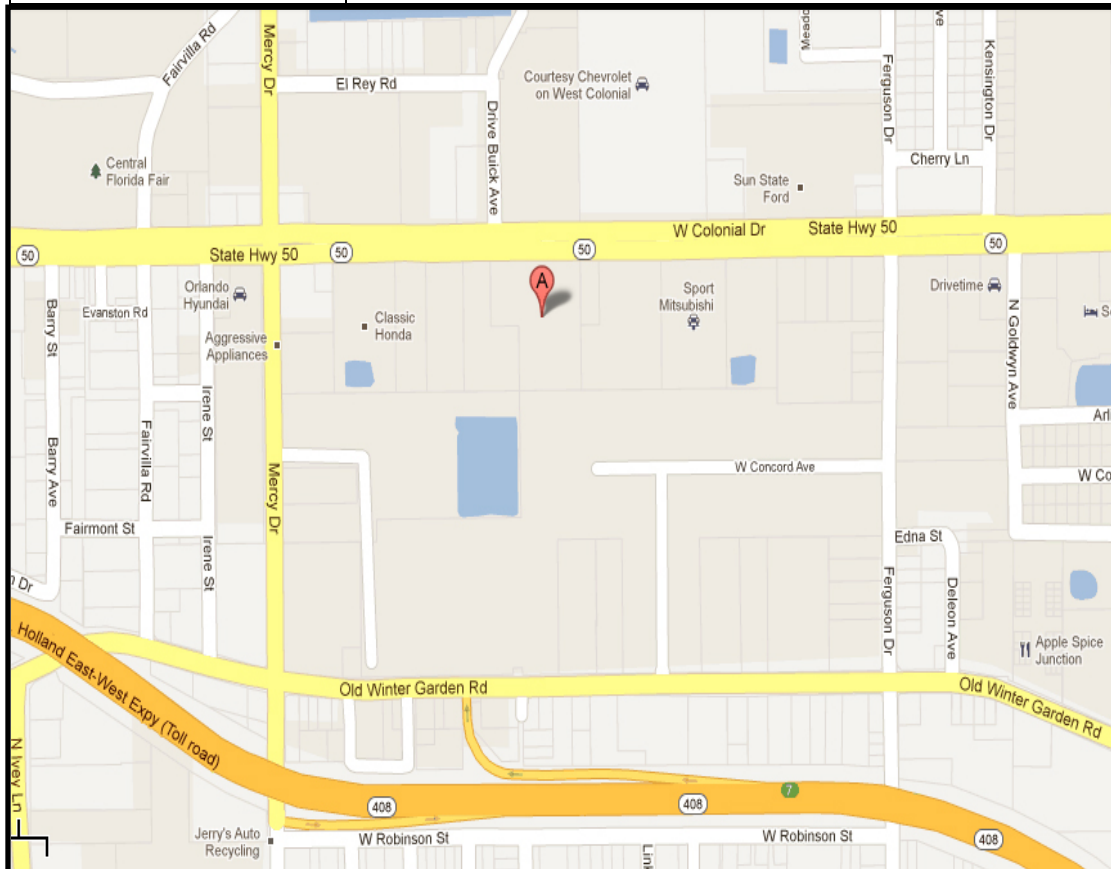 Fairvilla Rd
Mercy Dr
El Rey Rd
Courtesy Chevrolet
on West Colonial
Drive Buick Ave
Ferguson Dr
Kensington Dr
Cherry Ln
Central
Florida Fair
Sun State
Ford
W Colonial Dr
State Hwy 50
50
State Hwy 50
50
50
50
A
Orlando
Hyundai
Evanston Rd
Barry St
Classic
Honda
Sport
Mitsubishi
Drivetime
Aggressive
Appliances
N Goldwyn Ave
Irene St
Arl
Fairvilla Rd
Barry Ave
Mercy Dr
W Concord Ave
W Co
Fairmont St
Irene St
Edna St
Ferguson Dr
Deleon Ave
Dr
Holland East-West Expy (Toll road)
Apple Spice
Junction
Old Winter Garden Rd
Old Winter Garden Rd
N Ivey Ln
7
408
408
408
Jerry's Auto
Recycling
W Robinson St
W Robinson St
Link